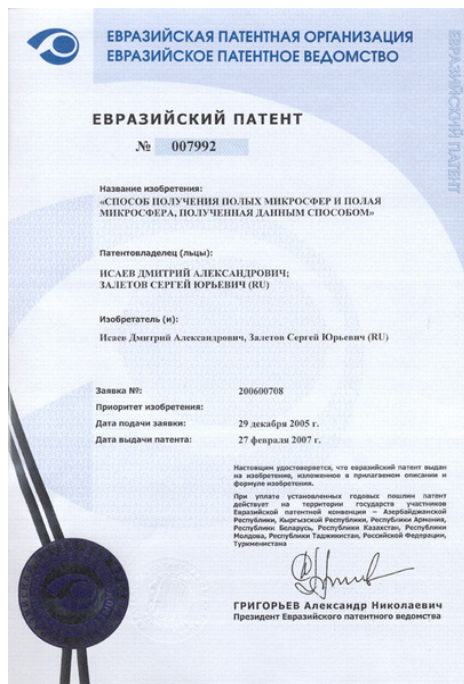 ЕВРАЗИЙСКАЯ ПАТЕНТНАЯ ОРГАНИЗАЦИЯ
ЕВРАЗИЙСКОЕ ПАТЕНТНОЕ ВЕДОМСТВО
ЕВРАЗИЙСКИЙ ПАТЕНТ
ЕВРАЗИЙСКИЙ ПАТЕНТ
№ 007992
Название изобретения:
«СПОСОБ ПОЛУЧЕНИЯ ПОЛЫХ МИКРОСФЕР И ПОЛАЯ
МИКРОСФЕРА, ПОЛУЧЕННАЯ ДАННЫМ СПОСОБОМ»
Патентовладелец (льцы):
ИСАЕВ ДМИТРИЙ АЛЕКСАНДРОВИЧ;
ЗАЛЕТОВ СЕРГЕЙ ЮРЬЕВИЧ (RU)
Изобретатель (и):
Исаев Дмитрий Александрович, Залетов Сергей Юрьевич (RU)
Заявка №: 200600708
Приоритет изобретения:
Дата подачи заявки: 29 декабря 2005 г.
Дата выдачи патента: 27 февраля 2007 г.
Настоящим удостоверяется, что евразийский патент выдан
на изобретение, изложенное в прилагаемом описании и
формуле изобретения.
При уплате установленных годовых пошлин патент
действует на территории государств участников
Евразийской патентной конвенции – Азербайджанской
Республики, Кыргызской Республики, Республики Армения,
Республики Беларусь, Республики Казахстан, Республики
Молдова, Республики Таджикистан, Российской Федерации,
Туркменистана
ГРИГОРЬЕВ Александр Николаевич
Президент Евразийского патентного ведомства